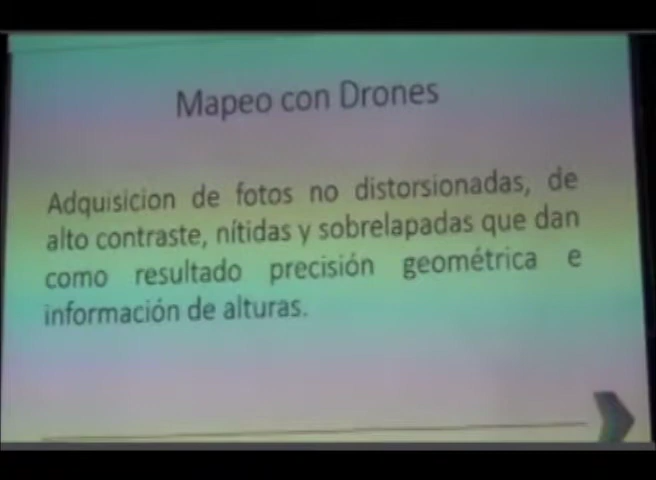 Mapeo con Drones
Adquisicion de fotos no distorsionadas, de
alto contraste, nítidas y sobrelapadas que dan
como resultado precisión geométrica e
información de alturas.